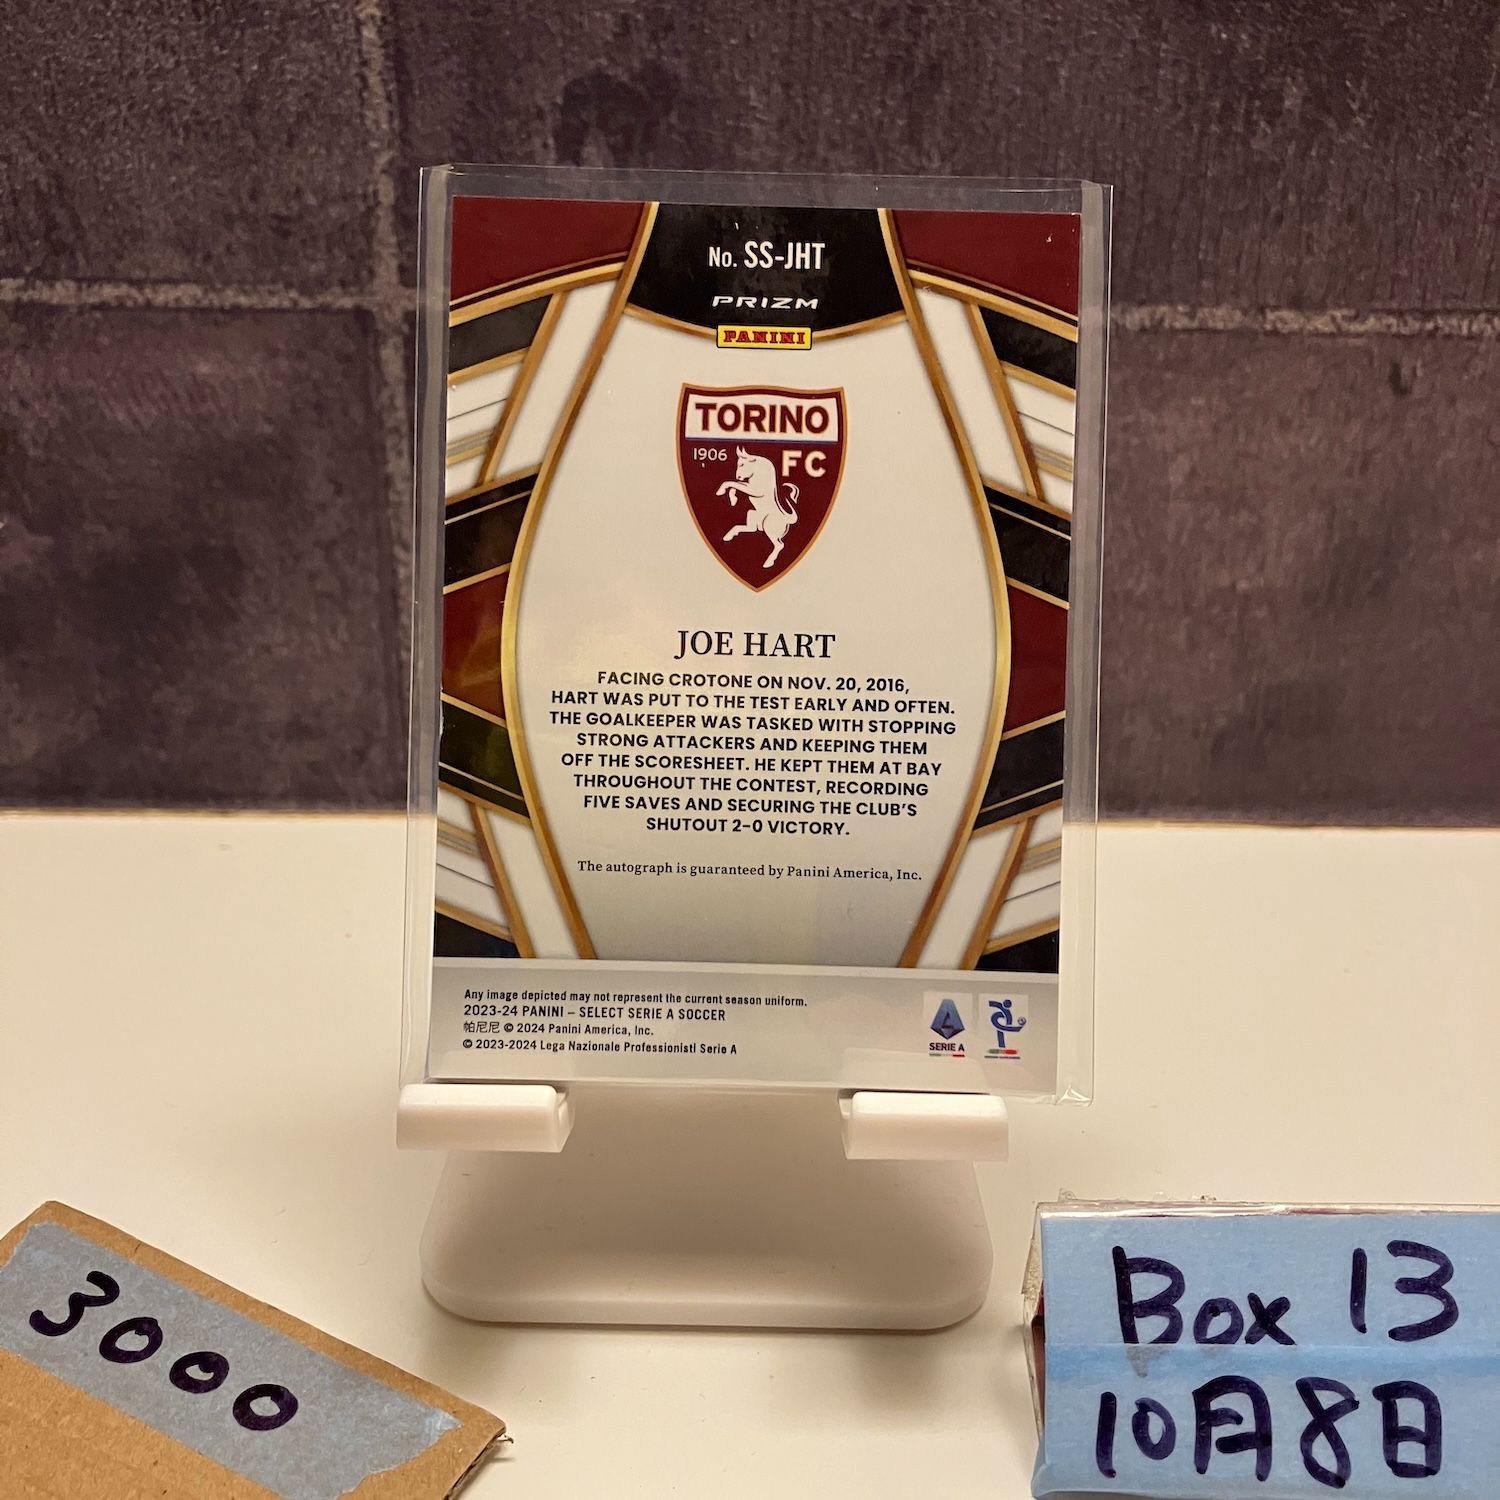 No. SS-JHT
PRIZM
PANINI
TORINO
1906 FC
JOE HART
FACING CROTONE ON NOV. 20, 2016,
HART WAS PUT TO THE TEST EARLY AND OFTEN.
THE GOALKEEPER WAS TASKED WITH STOPPING
STRONG ATTACKERS AND KEEPING THEM
OFF THE SCORESHEET. HE KEPT THEM AT BAY
THROUGHOUT THE CONTEST, RECORDING
FIVE SAVES AND SECURING THE CLUB'S
SHUTOUT 2-0 VICTORY.
The autograph is guaranteed by Panini America, Inc.
Any image depicted may not represent the current season uniform.
2023-24 PANINI – SELECT SERIE A SOCCER
帕尼尼 © 2024 Panini America, Inc.
© 2023-2024 Lega Nazionale Professionisti Serie A
SERIE A
3000
Box 13
10月8日